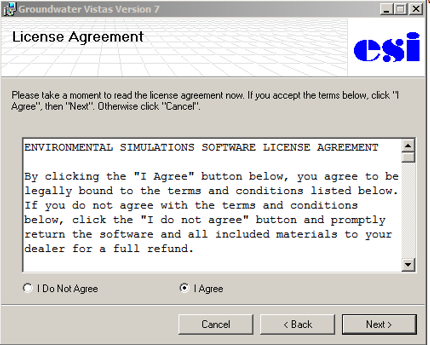 Groundwater Vistas Version 7
License Agreement
esi
Please take a moment to read the license agreement now. If you accept the terms below, click "I
Agree", then "Next". Otherwise click "Cancel".
ENVIRONMENTAL SIMULATIONS SOFTWARE LICENSE AGREEMENT
By clicking the "I Agree" button below, you agree to be
legally bound to the terms and conditions listed below.
If you do not agree with the terms and conditions
below, click the "I do not agree" button and promptly
return the software and all included materials to your
dealer for a full refund.
I Do Not Agree
I Agree
Cancel
< Back
Next >